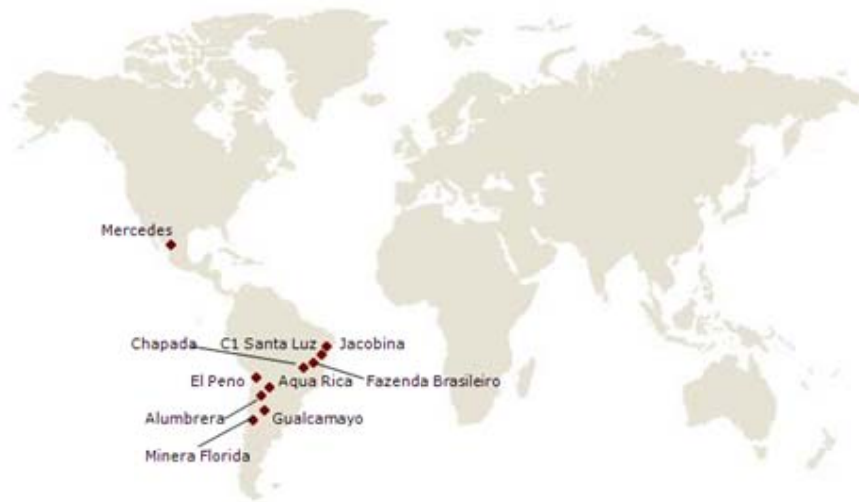 Mercedes
Chapada C1 Santa Luz Jacobina
El Peno Aqua Rica Fazenda Brasileiro
Alumbrera Gualcamayo
Minera Florida